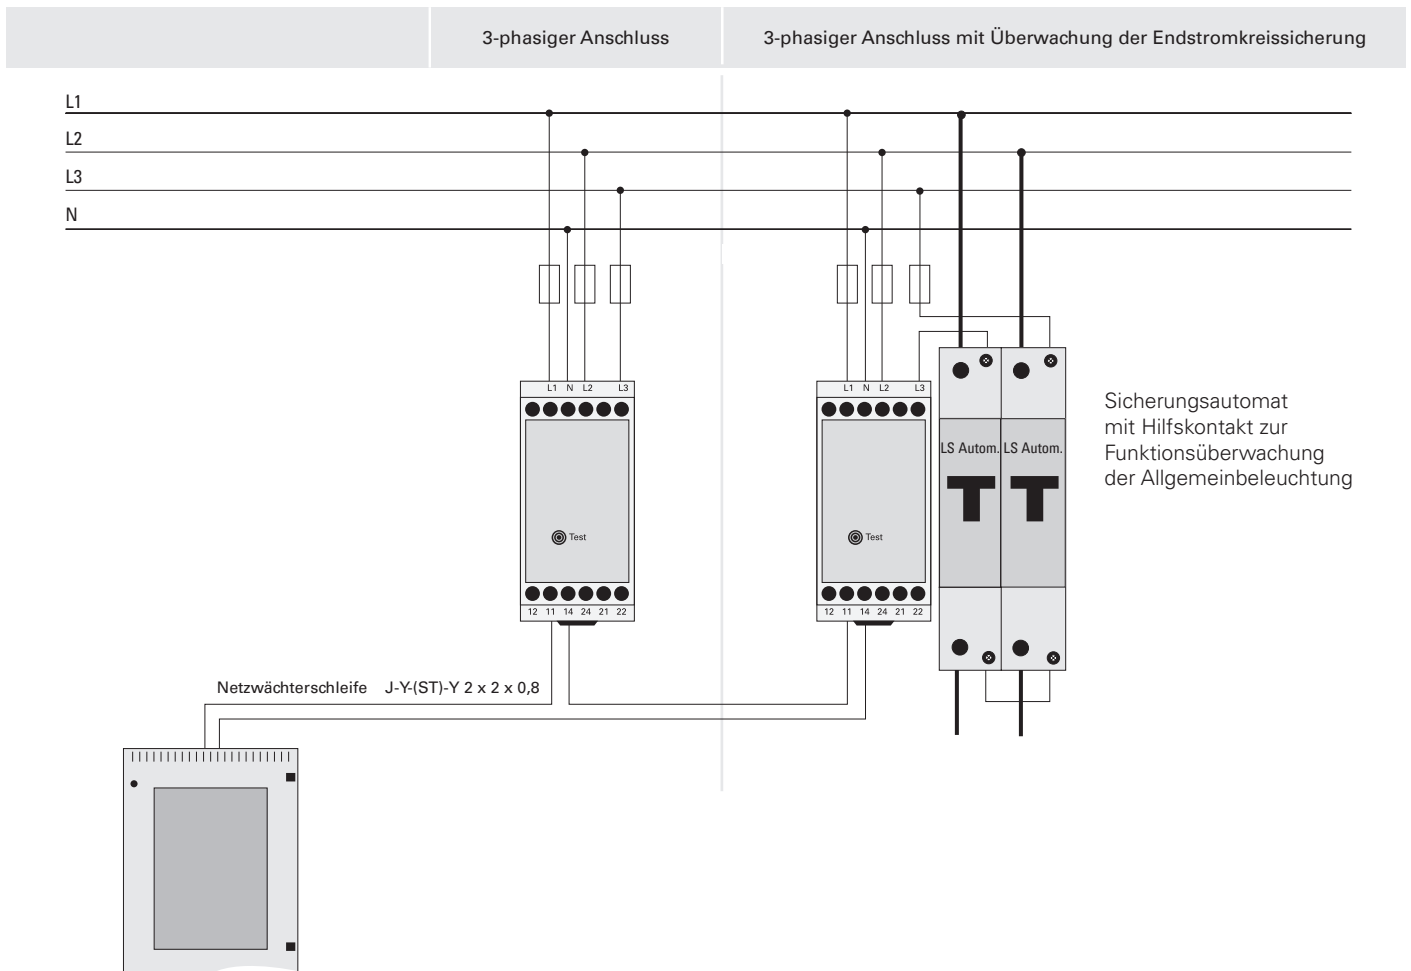 3-phasiger Anschluss
3-phasiger Anschluss mit Überwachung der Endstromkreissicherung
L1
L2
L3
N
L1 N L2 L3
L1 N L2 L3
Sicherungsautomat
mit Hilfskontakt zur
Funktionsüberwachung
der Allgemeinbeleuchtung
LS Autom. LS Autom.
Test
Test
12 11 14 24 21 22
12 11 14 24 21 22
Netzwächterschleife J-Y-(ST)-Y 2 x 2 x 0,8